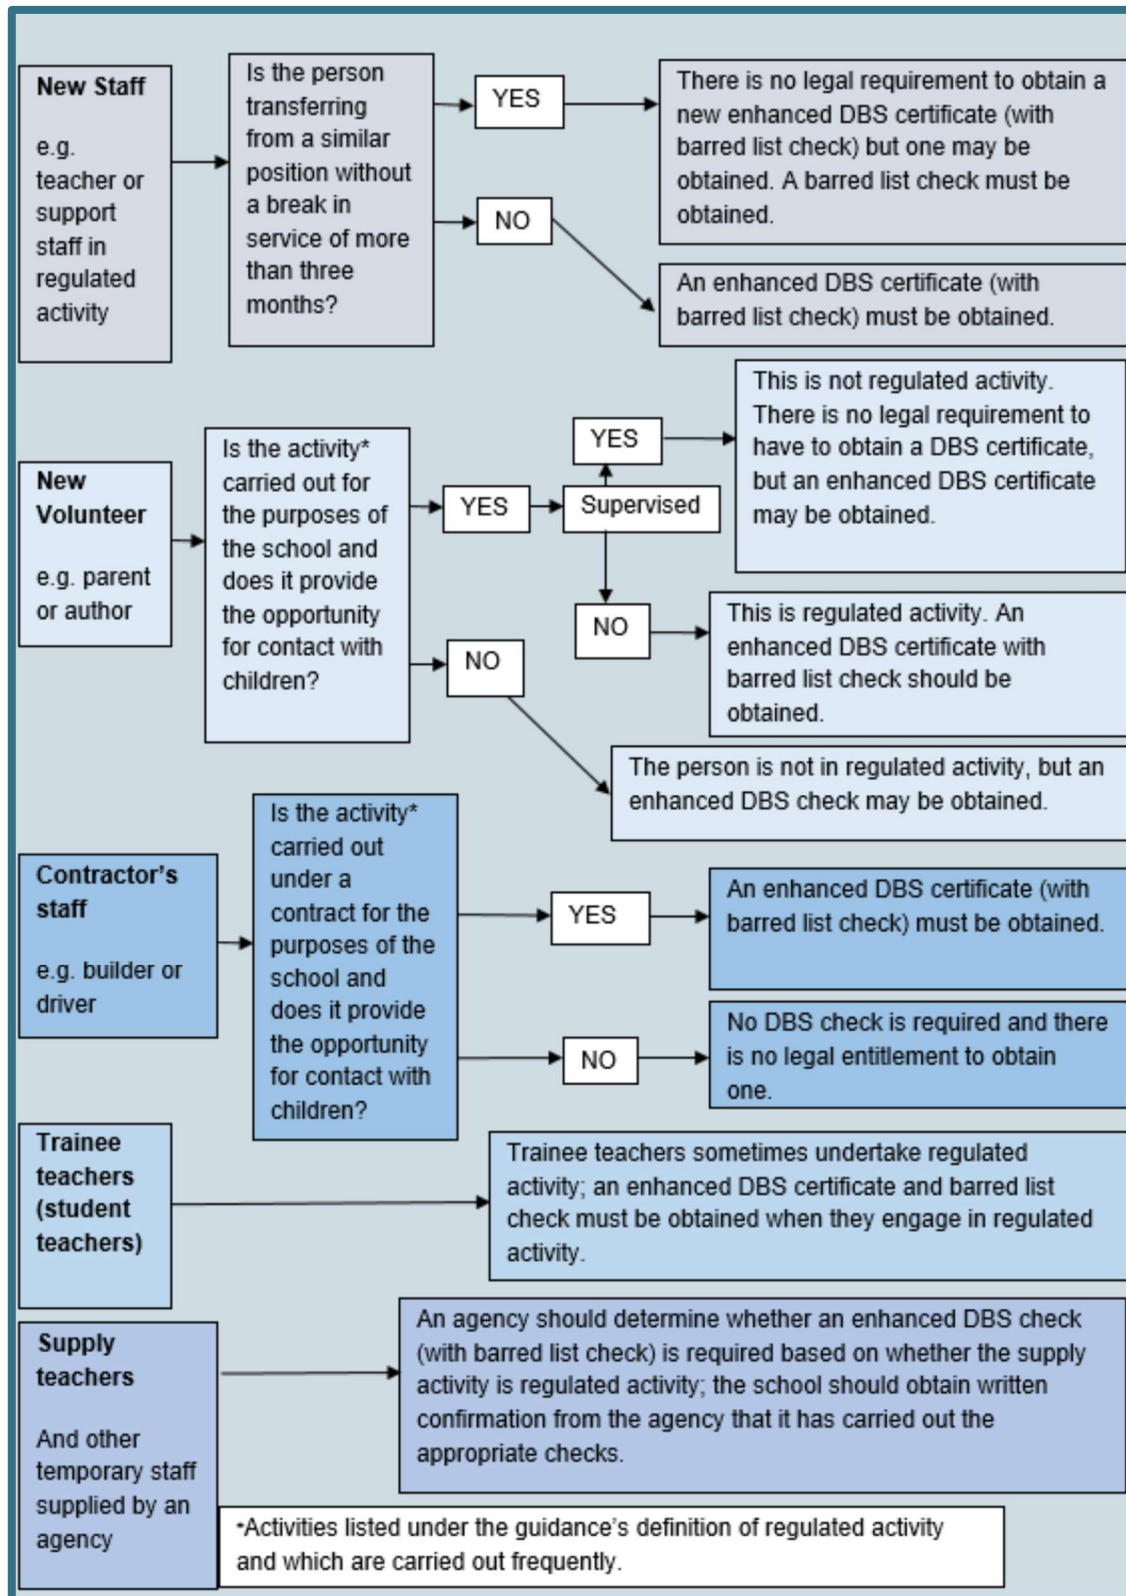 New Staff
e.g.
teacher or
support
staff in
regulated
activity
Is the person
transferring
from a similar
position without
a break in
service of more
than three
months?
YES
There is no legal requirement to obtain a
new enhanced DBS certificate (with
barred list check) but one may be
obtained. A barred list check must be
obtained.
NO
An enhanced DBS certificate (with
barred list check) must be obtained.
New
Volunteer
e.g. parent
or author
Is the activity*
carried out for
the purposes of
the school and
does it provide
the opportunity
for contact with
children?
YES
Supervised
YES
This is not regulated activity.
There is no legal requirement to
have to obtain a DBS certificate,
but an enhanced DBS certificate
may be obtained.
NO
This is regulated activity. An
enhanced DBS certificate with
barred list check should be
obtained.
NO
The person is not in regulated activity, but an
enhanced DBS check may be obtained.
Contractor's
staff
e.g. builder or
driver
Is the activity*
carried out
under a
contract for the
purposes of the
school and
does it provide
the opportunity
for contact with
children?
YES
An enhanced DBS certificate (with
barred list check) must be obtained.
NO
No DBS check is required and there
is no legal entitlement to obtain
one.
Trainee
teachers
(student
teachers)
Trainee teachers sometimes undertake regulated
activity; an enhanced DBS certificate and barred list
check must be obtained when they engage in regulated
activity.
Supply
teachers
And other
temporary staff
supplied by an
agency
An agency should determine whether an enhanced DBS check
(with barred list check) is required based on whether the supply
activity is regulated activity; the school should obtain written
confirmation from the agency that it has carried out the
appropriate checks.
*Activities listed under the guidance's definition of regulated activity
and which are carried out frequently.